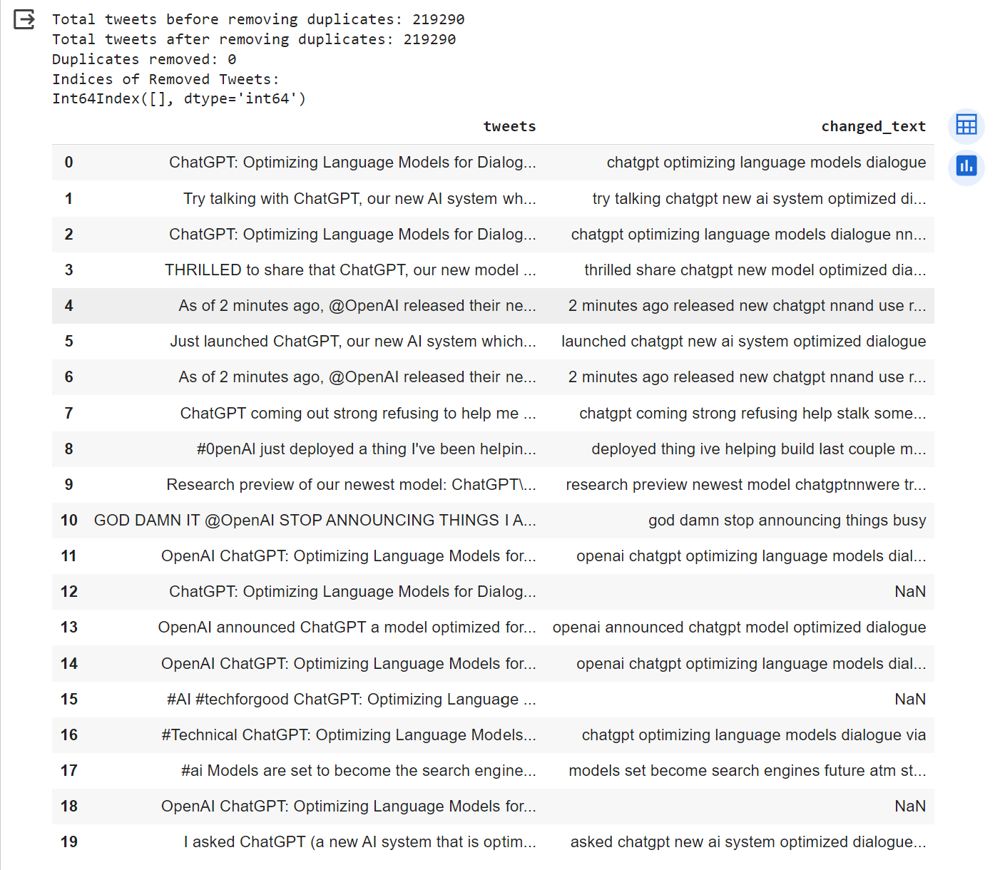 Total tweets before removing duplicates: 219290
Total tweets after removing duplicates: 219290
Duplicates removed: 0
Indices of Removed Tweets:
Int64Index([], dtype='int64')
tweets changed_text
0 ChatGPT: Optimizing Language Models for Dialog... chatgpt optimizing language models dialogue
1 Try talking with ChatGPT, our new AI system wh... try talking chatgpt new ai system optimized di...
2 ChatGPT: Optimizing Language Models for Dialog... chatgpt optimizing language models dialogue nn...
3 THRILLED to share that ChatGPT, our new model ... thrilled share chatgpt new model optimized dia...
4 As of 2 minutes ago, @OpenAI released their ne... 2 minutes ago released new chatgpt nnand use r...
5 Just launched ChatGPT, our new AI system which... launched chatgpt new ai system optimized dialogue
6 As of 2 minutes ago, @OpenAI released their ne... 2 minutes ago released new chatgpt nnand use r...
7 ChatGPT coming out strong refusing to help me ... chatgpt coming strong refusing help stalk some...
8 #0penAI just deployed a thing I've been helpin... deployed thing ive helping build last couple m...
9 Research preview of our newest model: ChatGPT\... research preview newest model chatgptnnwere tr...
10 GOD DAMN IT @OpenAI STOP ANNOUNCING THINGS I A... god damn stop announcing things busy
11 OpenAI ChatGPT: Optimizing Language Models for... openai chatgpt optimizing language models dial...
12 ChatGPT: Optimizing Language Models for Dialog... NaN
13 OpenAI announced ChatGPT a model optimized for... openai announced chatgpt model optimized dialogue
14 OpenAI ChatGPT: Optimizing Language Models for... openai chatgpt optimizing language models dial...
15 #AI #techforgood ChatGPT: Optimizing Language ... NaN
16 #Technical ChatGPT: Optimizing Language Models... chatgpt optimizing language models dialogue via
17 #ai Models are set to become the search engine... models set become search engines future atm st...
18 OpenAI ChatGPT: Optimizing Language Models for... NaN
19 I asked ChatGPT (a new AI system that is optim... asked chatgpt new ai system optimized dialogue...